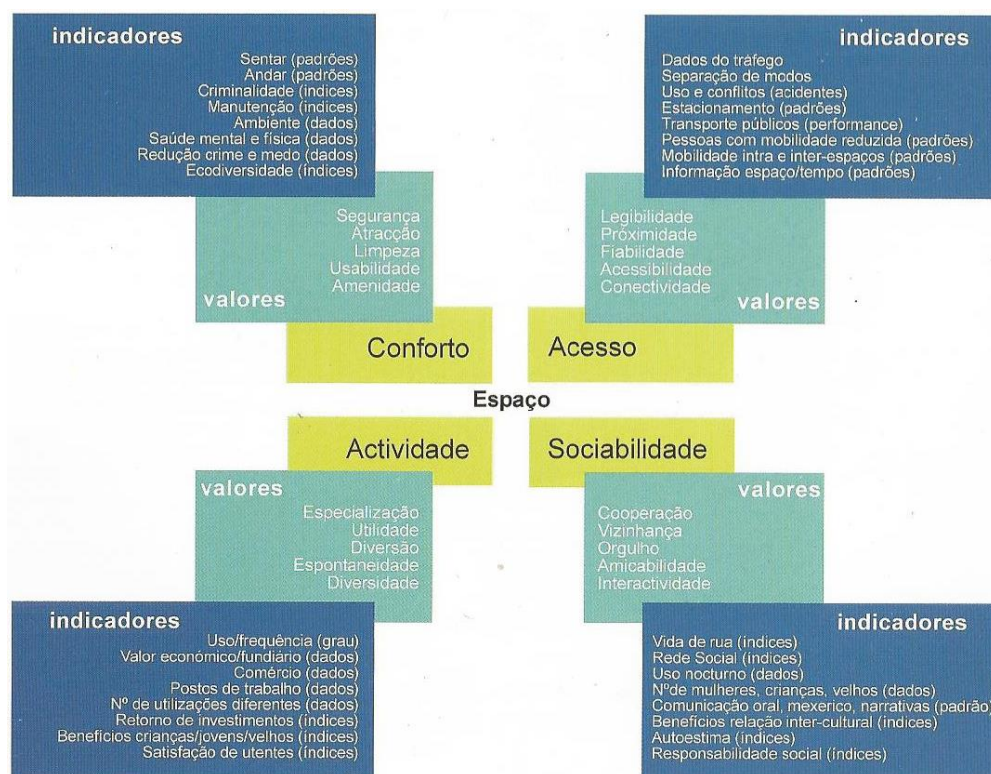 indicadores
Sentar (padrões)
Andar (padrões)
Criminalidade (índices)
Manutenção (índices)
Ambiente (dados)
Saúde mental e física (dados)
Redução crime e medo (dados)
Ecodiversidade (índices)
Segurança
Atracção
Limpeza
Usabilidade
Amenidade
valores
Conforto
indicadores
Dados do tráfego
Separação de modos
Uso e conflitos (acidentes)
Estacionamento (padrões)
Transporte públicos (performance)
Pessoas com mobilidade reduzida (padrões)
Mobilidade intra e inter-espaços (padrões)
Informação espaço/tempo (padrões)
Legibilidade
Próximidade
Fiabilidade
Acessibilidade
Conectividade
valores
Acesso
Espaço
Actividade
valores
Especialização
Utilidade
Diversão
Espontaneidade
Diversidade
indicadores
Uso/frequência (grau)
Valor económico/fundiário (dados)
Comércio (dados)
Postos de trabalho (dados)
Nº de utilizações diferentes (dados)
Retorno de investimentos (índices)
Benefícios crianças/jovens/velhos (índices)
Satisfação de utentes (índices)
Sociabilidade
valores
Cooperação
Vizinhança
Orgulho
Amicabilidade
Interactividade
indicadores
Vida de rua (índices)
Rede Social (índices)
Uso nocturno (dados)
Nºde mulheres, crianças, velhos (dados)
Comunicação oral, mexerico, narrativas (padrão)
Benefícios relação inter-cultural (índices)
Autoestima (índices)
Responsabilidade social (índices)